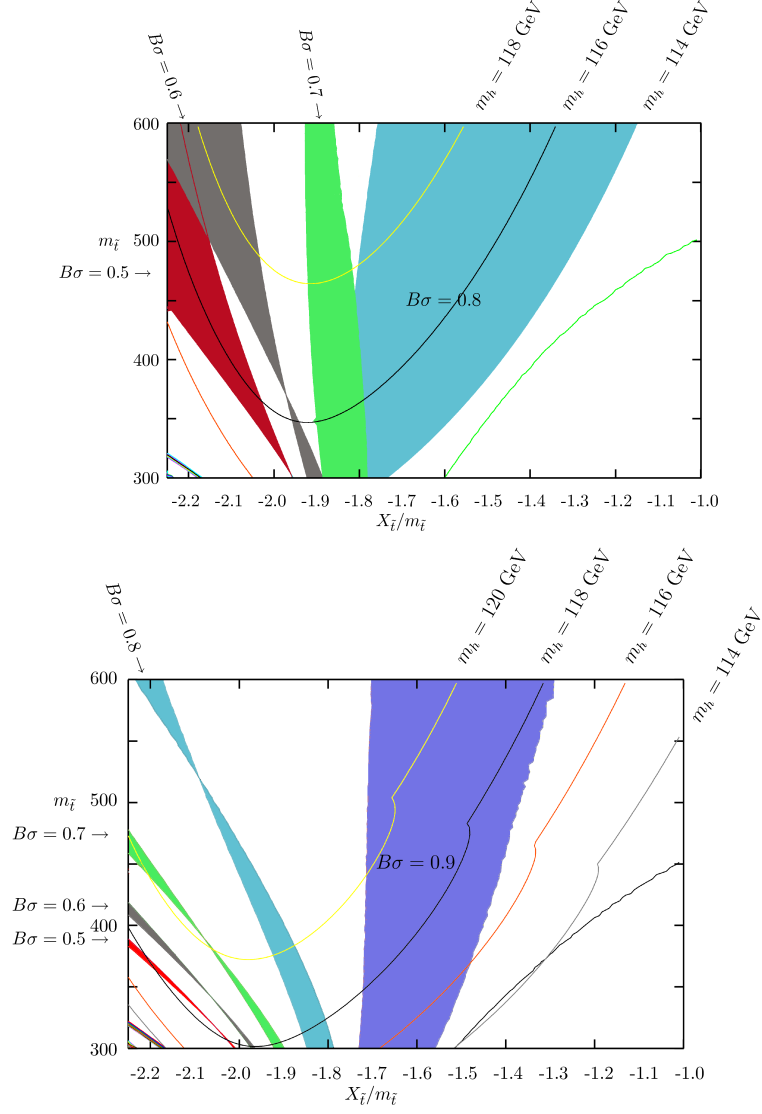 Bσ = 0.6 →
Bσ = 0.7 →
m_h = 118 GeV
m_h = 116 GeV
m_h = 114 GeV
600
m_t̃ 500
Bσ = 0.5 →
Bσ = 0.8
400
300
-2.2 -2.1 -2.0 -1.9 -1.8 -1.7 -1.6 -1.5 -1.4 -1.3 -1.2 -1.1 -1.0
X_t̃/m_t̃
Bσ = 0.8 →
m_h = 120 GeV
m_h = 118 GeV
m_h = 116 GeV
m_h = 114 GeV
600
m_t̃ 500
Bσ = 0.7 →
Bσ = 0.9
Bσ = 0.6 →
400
Bσ = 0.5 →
300
-2.2 -2.1 -2.0 -1.9 -1.8 -1.7 -1.6 -1.5 -1.4 -1.3 -1.2 -1.1 -1.0
X_t̃/m_t̃